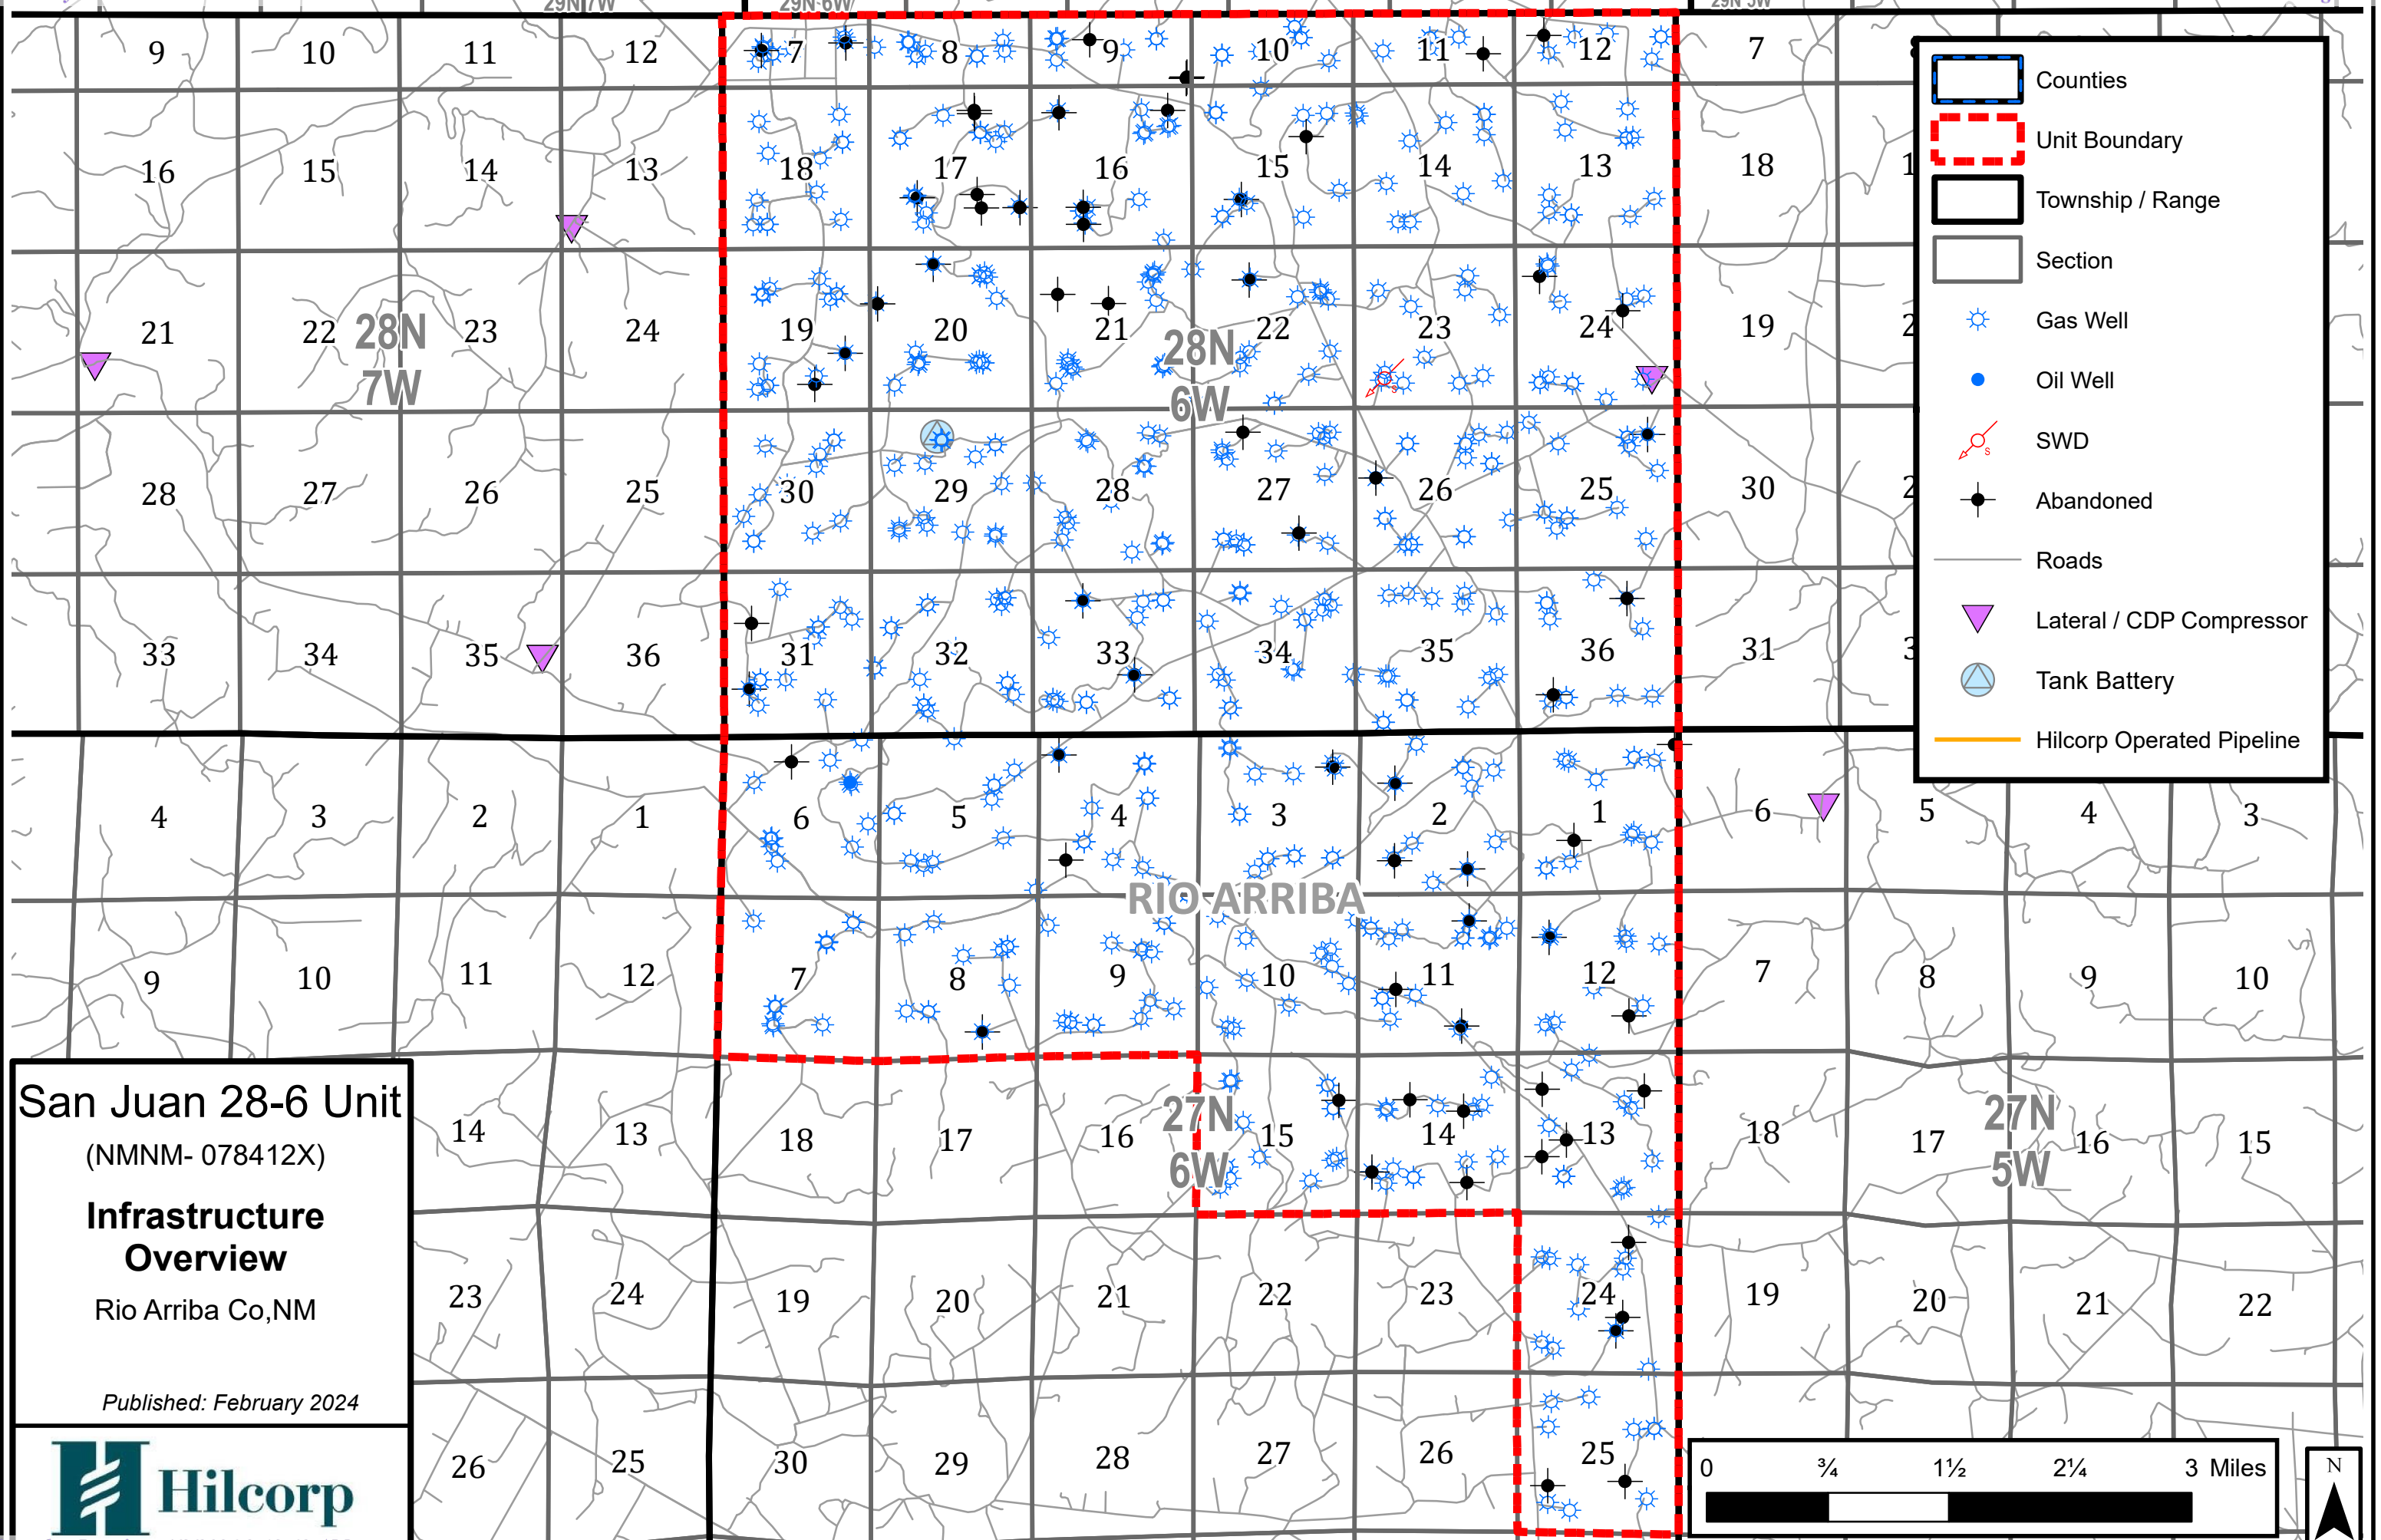 29N 7W
29N 6W
29N 5W
9 10 11 12 7 8 9 10 11 12 7
16 15 14 13 18 17 16 15 14 13 18
21 22 23 24 19 20 21 22 23 24 19
28N
7W
28N
6W
28 27 26 25 30 29 28 27 26 25 30
33 34 35 36 31 32 33 34 35 36 31
4 3 2 1 6 5 4 3 2 1 6 5 4 3
RIO ARRIBA
9 10 11 12 7 8 9 10 11 12 7 8 9 10
14 13 18 17 16 15 14 13 18 17 16 15
27N
6W
27N
5W
23 24 19 20 21 22 23 24 19 20 21 22
26 25 30 29 28 27 26 25
Counties
Unit Boundary
Township / Range
Section
Gas Well
Oil Well
S
SWD
Abandoned
Roads
Lateral / CDP Compressor
Tank Battery
Hilcorp Operated Pipeline
San Juan 28-6 Unit
(NMNM- 078412X)
Infrastructure
Overview
Rio Arriba Co,NM
Published: February 2024
Hilcorp
0 ¾ 1½ 2¼ 3 Miles
N